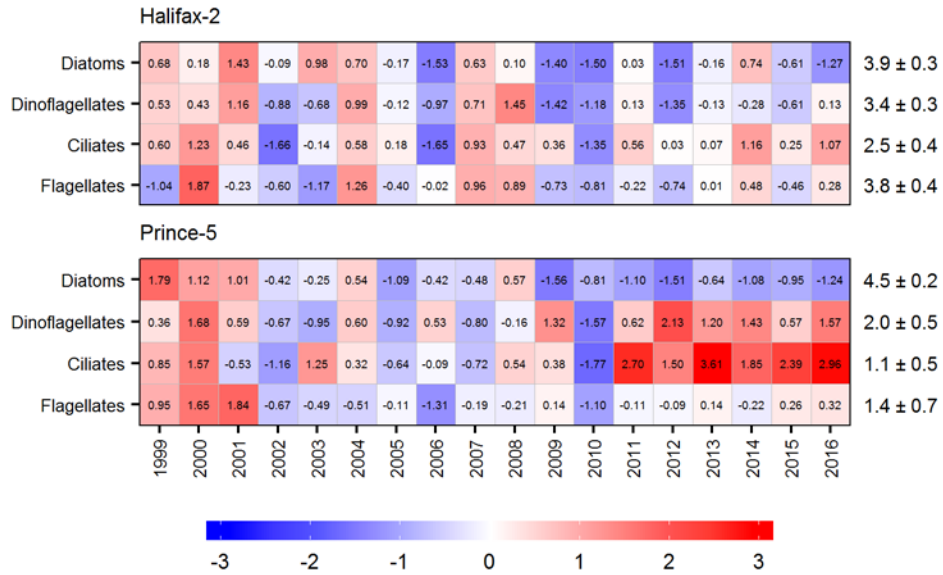 Halifax-2
Diatoms 0.68 0.18 1.43 -0.09 0.98 0.70 -0.17 -1.53 0.63 0.10 -1.40 -1.50 0.03 -1.51 -0.16 0.74 -0.61 -1.27 3.9 ± 0.3
Dinoflagellates 0.53 0.43 1.16 -0.88 -0.68 0.99 -0.12 -0.97 0.71 1.45 -1.42 -1.18 0.13 -1.35 -0.13 -0.28 -0.61 0.13 3.4 ± 0.3
Ciliates 0.60 1.23 0.46 -1.66 -0.14 0.58 0.18 -1.65 0.93 0.47 0.36 -1.35 0.56 0.03 0.07 1.16 0.25 1.07 2.5 ± 0.4
Flagellates -1.04 1.87 -0.23 -0.60 -1.17 1.26 -0.40 -0.02 0.96 0.89 -0.73 -0.81 -0.22 -0.74 0.01 0.48 -0.46 0.28 3.8 ± 0.4
Prince-5
Diatoms 1.79 1.12 1.01 -0.42 -0.25 0.54 -1.09 -0.42 -0.48 0.57 -1.56 -0.81 -1.10 -1.51 -0.64 -1.08 -0.95 -1.24 4.5 ± 0.2
Dinoflagellates 0.36 1.68 0.59 -0.67 -0.95 0.60 -0.92 0.53 -0.80 -0.16 1.32 -1.57 0.62 2.13 1.20 1.43 0.57 1.57 2.0 ± 0.5
Ciliates 0.85 1.57 -0.53 -1.16 1.25 0.32 -0.64 -0.09 -0.72 0.54 0.38 -1.77 2.70 1.50 3.61 1.85 2.39 2.96 1.1 ± 0.5
Flagellates 0.95 1.65 1.84 -0.67 -0.49 -0.51 -0.11 -1.31 -0.19 -0.21 0.14 -1.10 -0.11 -0.09 0.14 -0.22 0.26 0.32 1.4 ± 0.7
1999 2000 2001 2002 2003 2004 2005 2006 2007 2008 2009 2010 2011 2012 2013 2014 2015 2016
-3 -2 -1 0 1 2 3